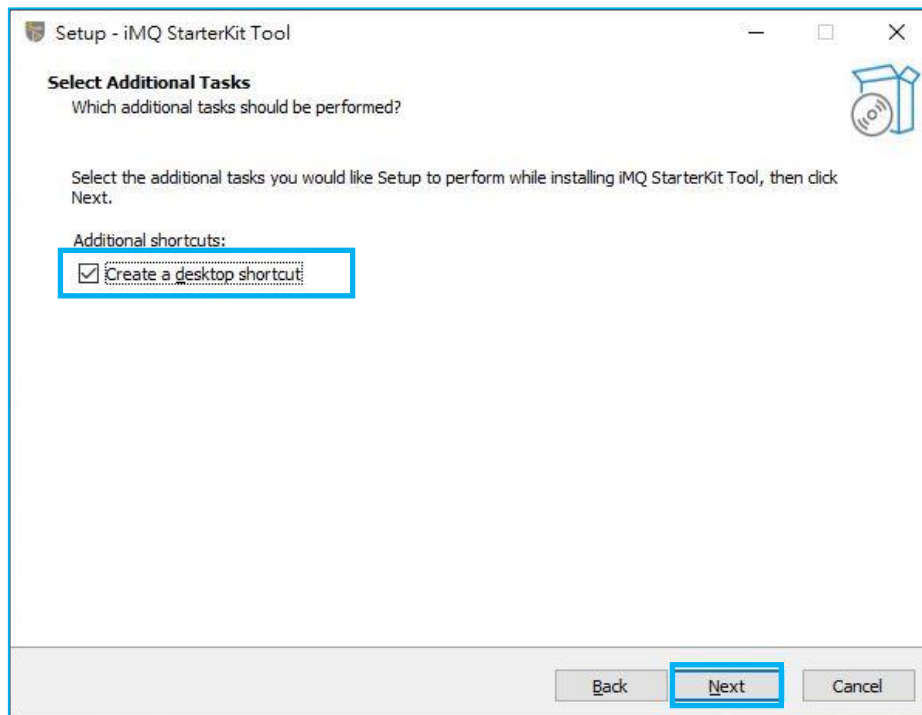 Setup - iMQ StarterKit Tool
Select Additional Tasks
Which additional tasks should be performed?
Select the additional tasks you would like Setup to perform while installing iMQ StarterKit Tool, then click
Next.
Additional shortcuts:
Create a desktop shortcut
Back Next Cancel